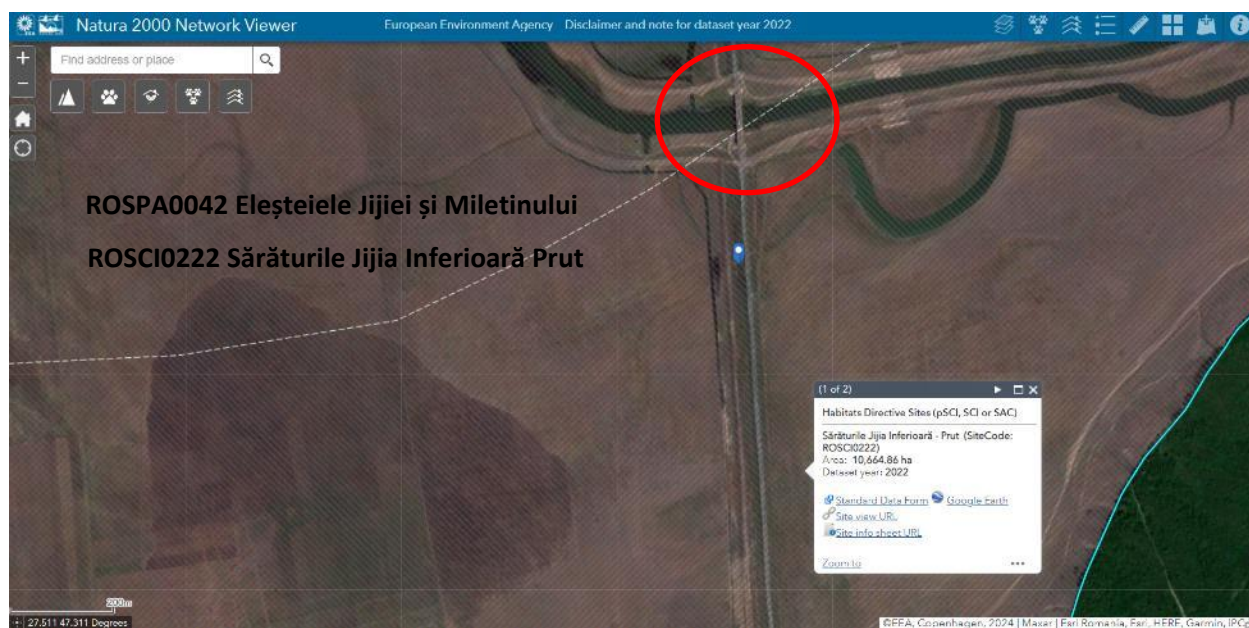 Natura 2000 Network Viewer
European Environment Agency Disclaimer and note for dataset year 2022
Find address or place
ROSPA0042 Eleșteiele Jijiei și Miletinului
ROSCI0222 Sărăturile Jijia Inferioară Prut
(1 of 2)
Habitats Directive Sites (pSCI, SCI or SAC)
Sărăturile Jijia Inferioară - Prut (SiteCode:
ROSCI0222)
Area: 10,664.86 ha
Dataset year: 2022
Standard Data Form Google Earth
Site view URL
Site info sheet URL
Zoom to
200m
27.511 47.311 Degrees
©EEA, Copenhagen, 2024 | Maxar | Esri Romania, Esri, HERE, Garmin, IPC